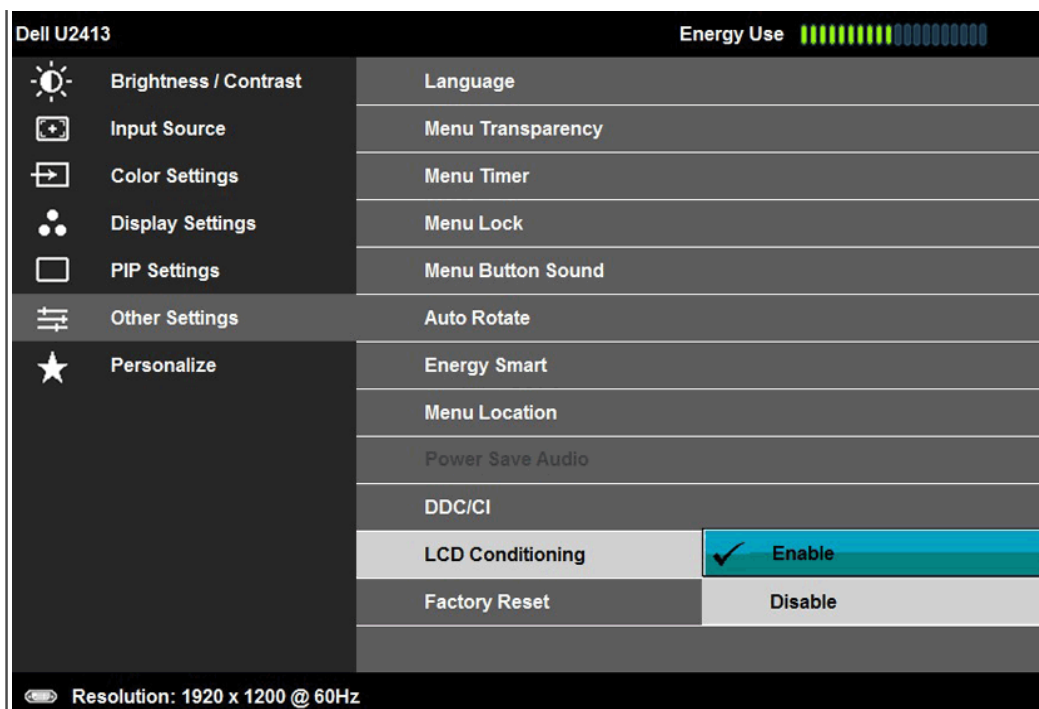 Dell U2413
Energy Use
Brightness / Contrast
Input Source
Color Settings
Display Settings
PIP Settings
Other Settings
Personalize
Language
Menu Transparency
Menu Timer
Menu Lock
Menu Button Sound
Auto Rotate
Energy Smart
Menu Location
Power Save Audio
DDC/CI
LCD Conditioning
Enable
Disable
Factory Reset
Resolution: 1920 x 1200 @ 60Hz